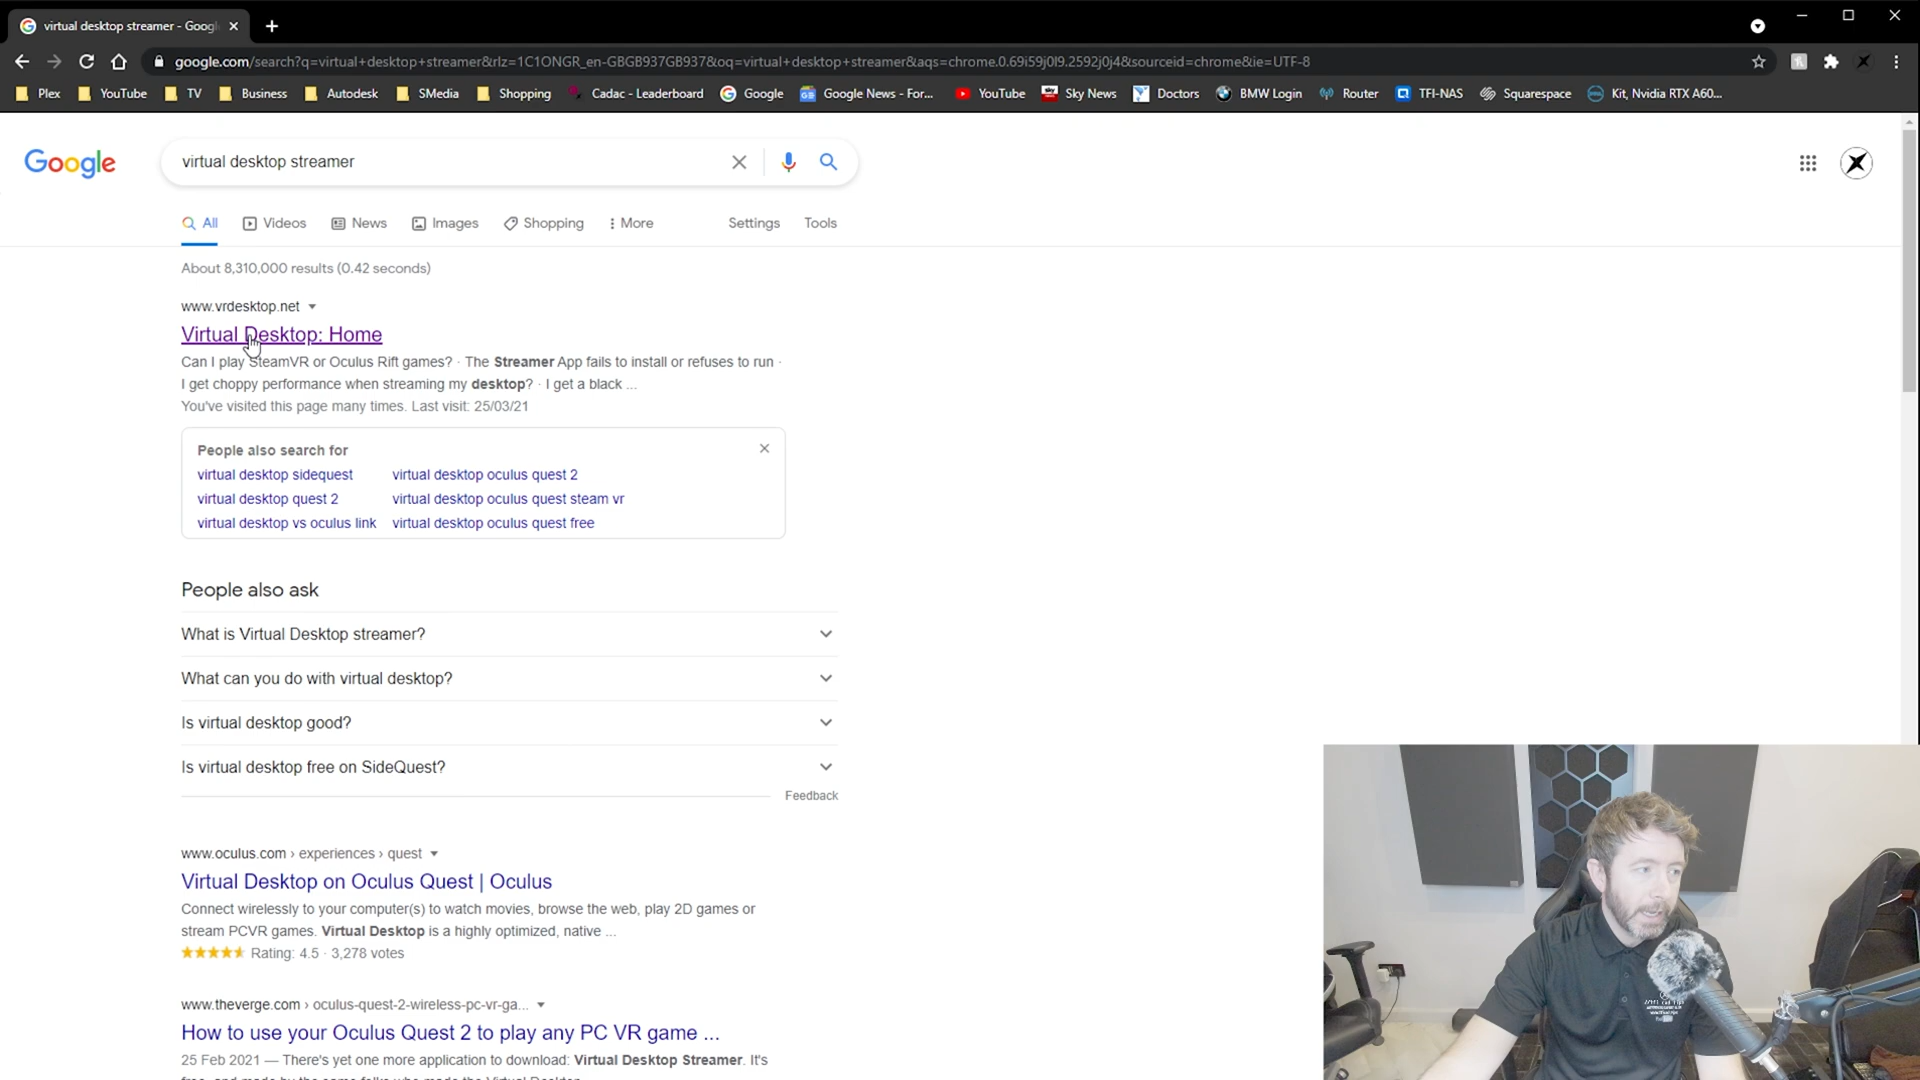 virtual desktop streamer - Googl
google.com/search?q=virtual+desktop+streamer&rlz=1C1ONGR_en-GBGB937GB937&oq=virtual+desktop+streamer&aqs=chrome.0.69i59j0l9.2592j0j4&sourceid=chrome&ie=UTF-8
Plex YouTube TV Business Autodesk SMedia Shopping Cadac - Leaderboard Google Google News - For... YouTube Sky News Doctors BMW Login Router TFI-NAS Squarespace Kit, Nvidia RTX A60...
Google
virtual desktop streamer
All Videos News Images Shopping More Settings Tools
About 8,310,000 results (0.42 seconds)
www.vrdesktop.net
Virtual Desktop: Home
Can I play SteamVR or Oculus Rift games? · The Streamer App fails to install or refuses to run ·
I get choppy performance when streaming my desktop? · I get a black ...
You've visited this page many times. Last visit: 25/03/21
People also search for
virtual desktop sidequest virtual desktop oculus quest 2
virtual desktop quest 2 virtual desktop oculus quest steam vr
virtual desktop vs oculus link virtual desktop oculus quest free
People also ask
What is Virtual Desktop streamer?
What can you do with virtual desktop?
Is virtual desktop good?
Is virtual desktop free on SideQuest?
Feedback
www.oculus.com › experiences › quest
Virtual Desktop on Oculus Quest | Oculus
Connect wirelessly to your computer(s) to watch movies, browse the web, play 2D games or
stream PCVR games. Virtual Desktop is a highly optimized, native ...
Rating: 4.5 · 3,278 votes
www.theverge.com › oculus-quest-2-wireless-pc-vr-ga...
How to use your Oculus Quest 2 to play any PC VR game ...
25 Feb 2021 — There's yet one more application to download: Virtual Desktop Streamer. It's